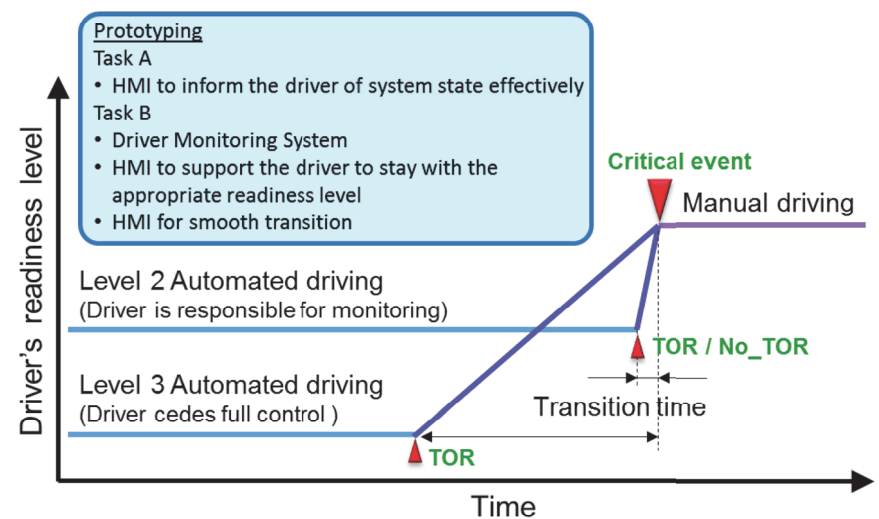 Prototyping
Task A
• HMI to inform the driver of system state effectively
Task B
• Driver Monitoring System
• HMI to support the driver to stay with the
appropriate readiness level
• HMI for smooth transition
Critical event
Manual driving
Level 2 Automated driving
(Driver is responsible for monitoring)
TOR / No_TOR
Level 3 Automated driving
(Driver cedes full control )
Transition time
TOR
Driver's readiness level
Time